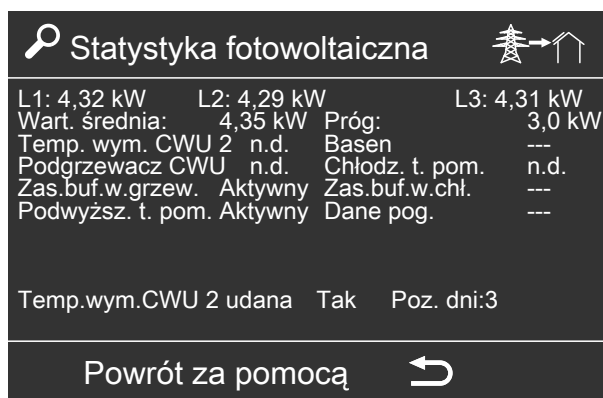 Statystyka fotowoltaiczna
L1: 4,32 kW L2: 4,29 kW L3: 4,31 kW
Wart. średnia: 4,35 kW Próg: 3,0 kW
Temp. wym. CWU 2 n.d. Basen ---
Podgrzewacz CWU n.d. Chłodz. t. pom. n.d.
Zas.buf.w.grzew. Aktywny Zas.buf.w.chł. ---
Podwyższ. t. pom. Aktywny Dane pog. ---
Temp.wym.CWU 2 udana Tak Poz. dni:3
Powrót za pomocą